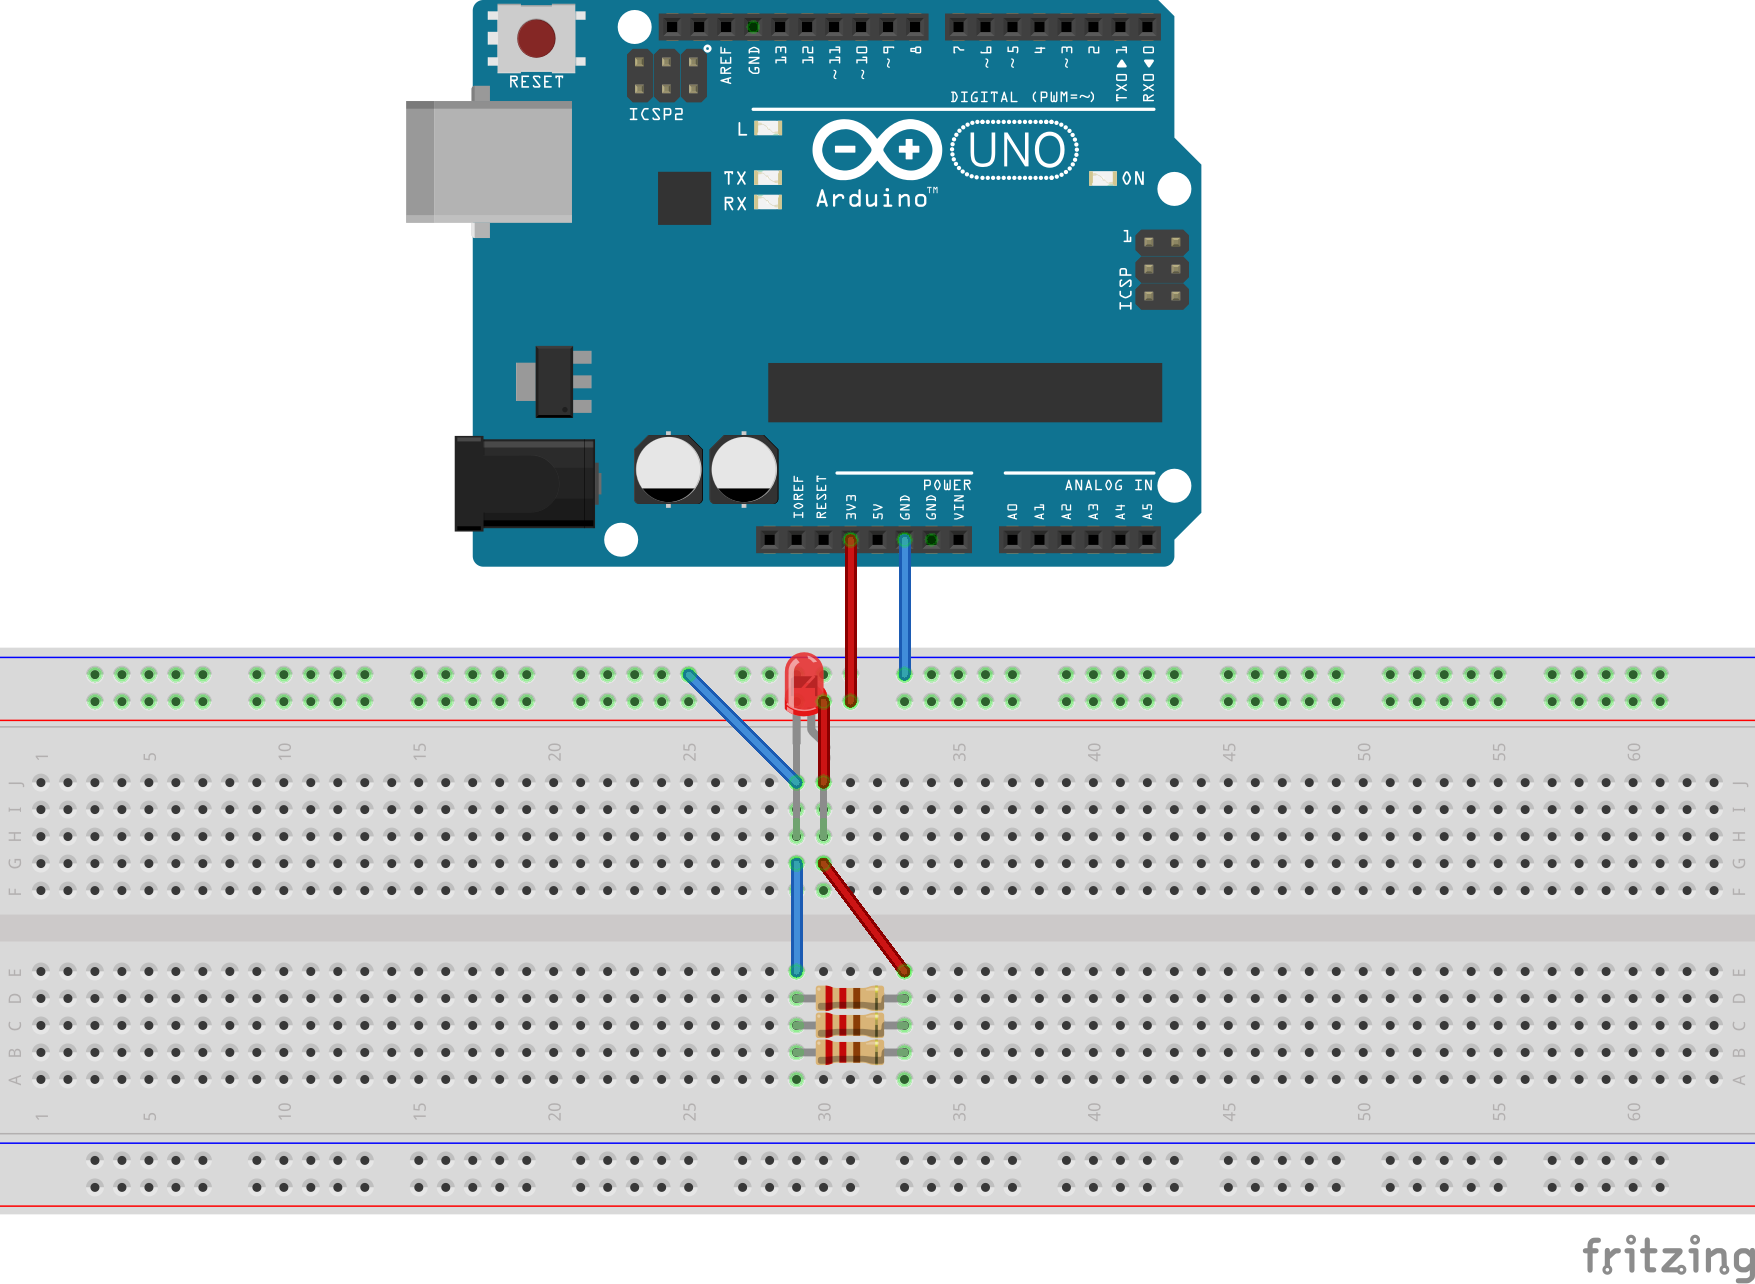 RESET
ICSP2
AREF
GND
13
12
~11
~10
~9
8
7
~6
~5
4
~3
2
TX0 ▶ 1
RX0 ◀ 0
DIGITAL (PWM=~)
L
TX
RX
Arduino™
UNO
ON
1
ICSP
IOREF
RESET
3V3
5V
GND
GND
VIN
POWER
A0
A1
A2
A3
A4
A5
ANALOG IN
1 5 10 15 20 25 30 35 40 45 50 55 60
J J
I I
H H
G G
F F
E E
D D
C C
B B
A A
1 5 10 15 20 25 30 35 40 45 50 55 60
fritzing